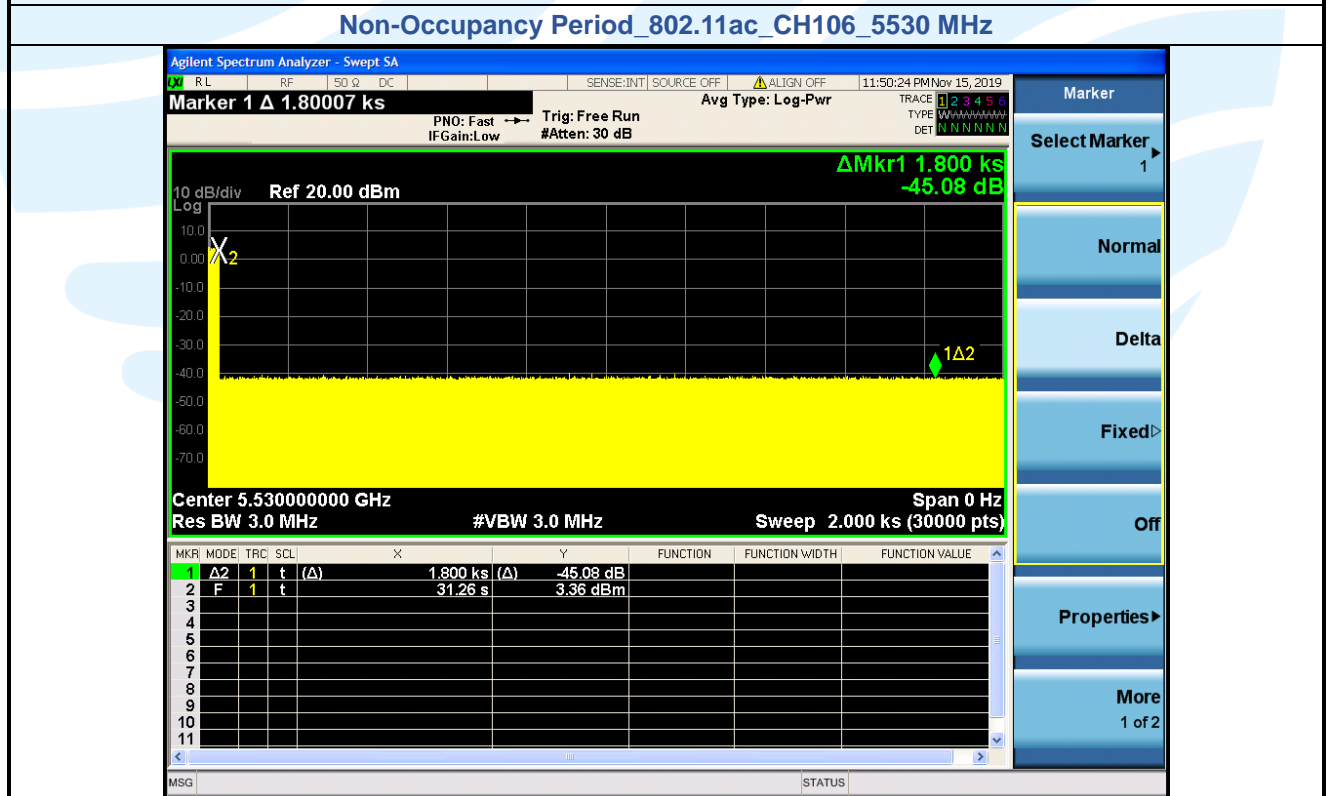 Non-Occupancy Period_802.11ac_CH106_5530 MHz
Agilent Spectrum Analyzer - Swept SA
LXI RL RF 50 Ω DC SENSE:INT SOURCE OFF ALIGN OFF 11:50:24 PM Nov 15, 2019
Marker 1 Δ 1.80007 ks
PNO: Fast
IFGain:Low
Trig: Free Run
#Atten: 30 dB
Avg Type: Log-Pwr
TRACE 1 2 3 4 5 6
TYPE
DET N N N N N N
ΔMkr1 1.800 ks
-45.08 dB
10 dB/div Ref 20.00 dBm
Log
10.0
0.00
-10.0
-20.0
-30.0
-40.0
-50.0
-60.0
-70.0
X2
1Δ2
Center 5.530000000 GHz Span 0 Hz
Res BW 3.0 MHz #VBW 3.0 MHz Sweep 2.000 ks (30000 pts)
MKR MODE TRC SCL X Y FUNCTION FUNCTION WIDTH FUNCTION VALUE
1 Δ2 1 t (Δ) 1.800 ks (Δ) -45.08 dB
2 F 1 t 31.26 s 3.36 dBm
3
4
5
6
7
8
9
10
11
MSG STATUS
Marker
Select Marker
1
Normal
Delta
Fixed
Off
Properties
More
1 of 2